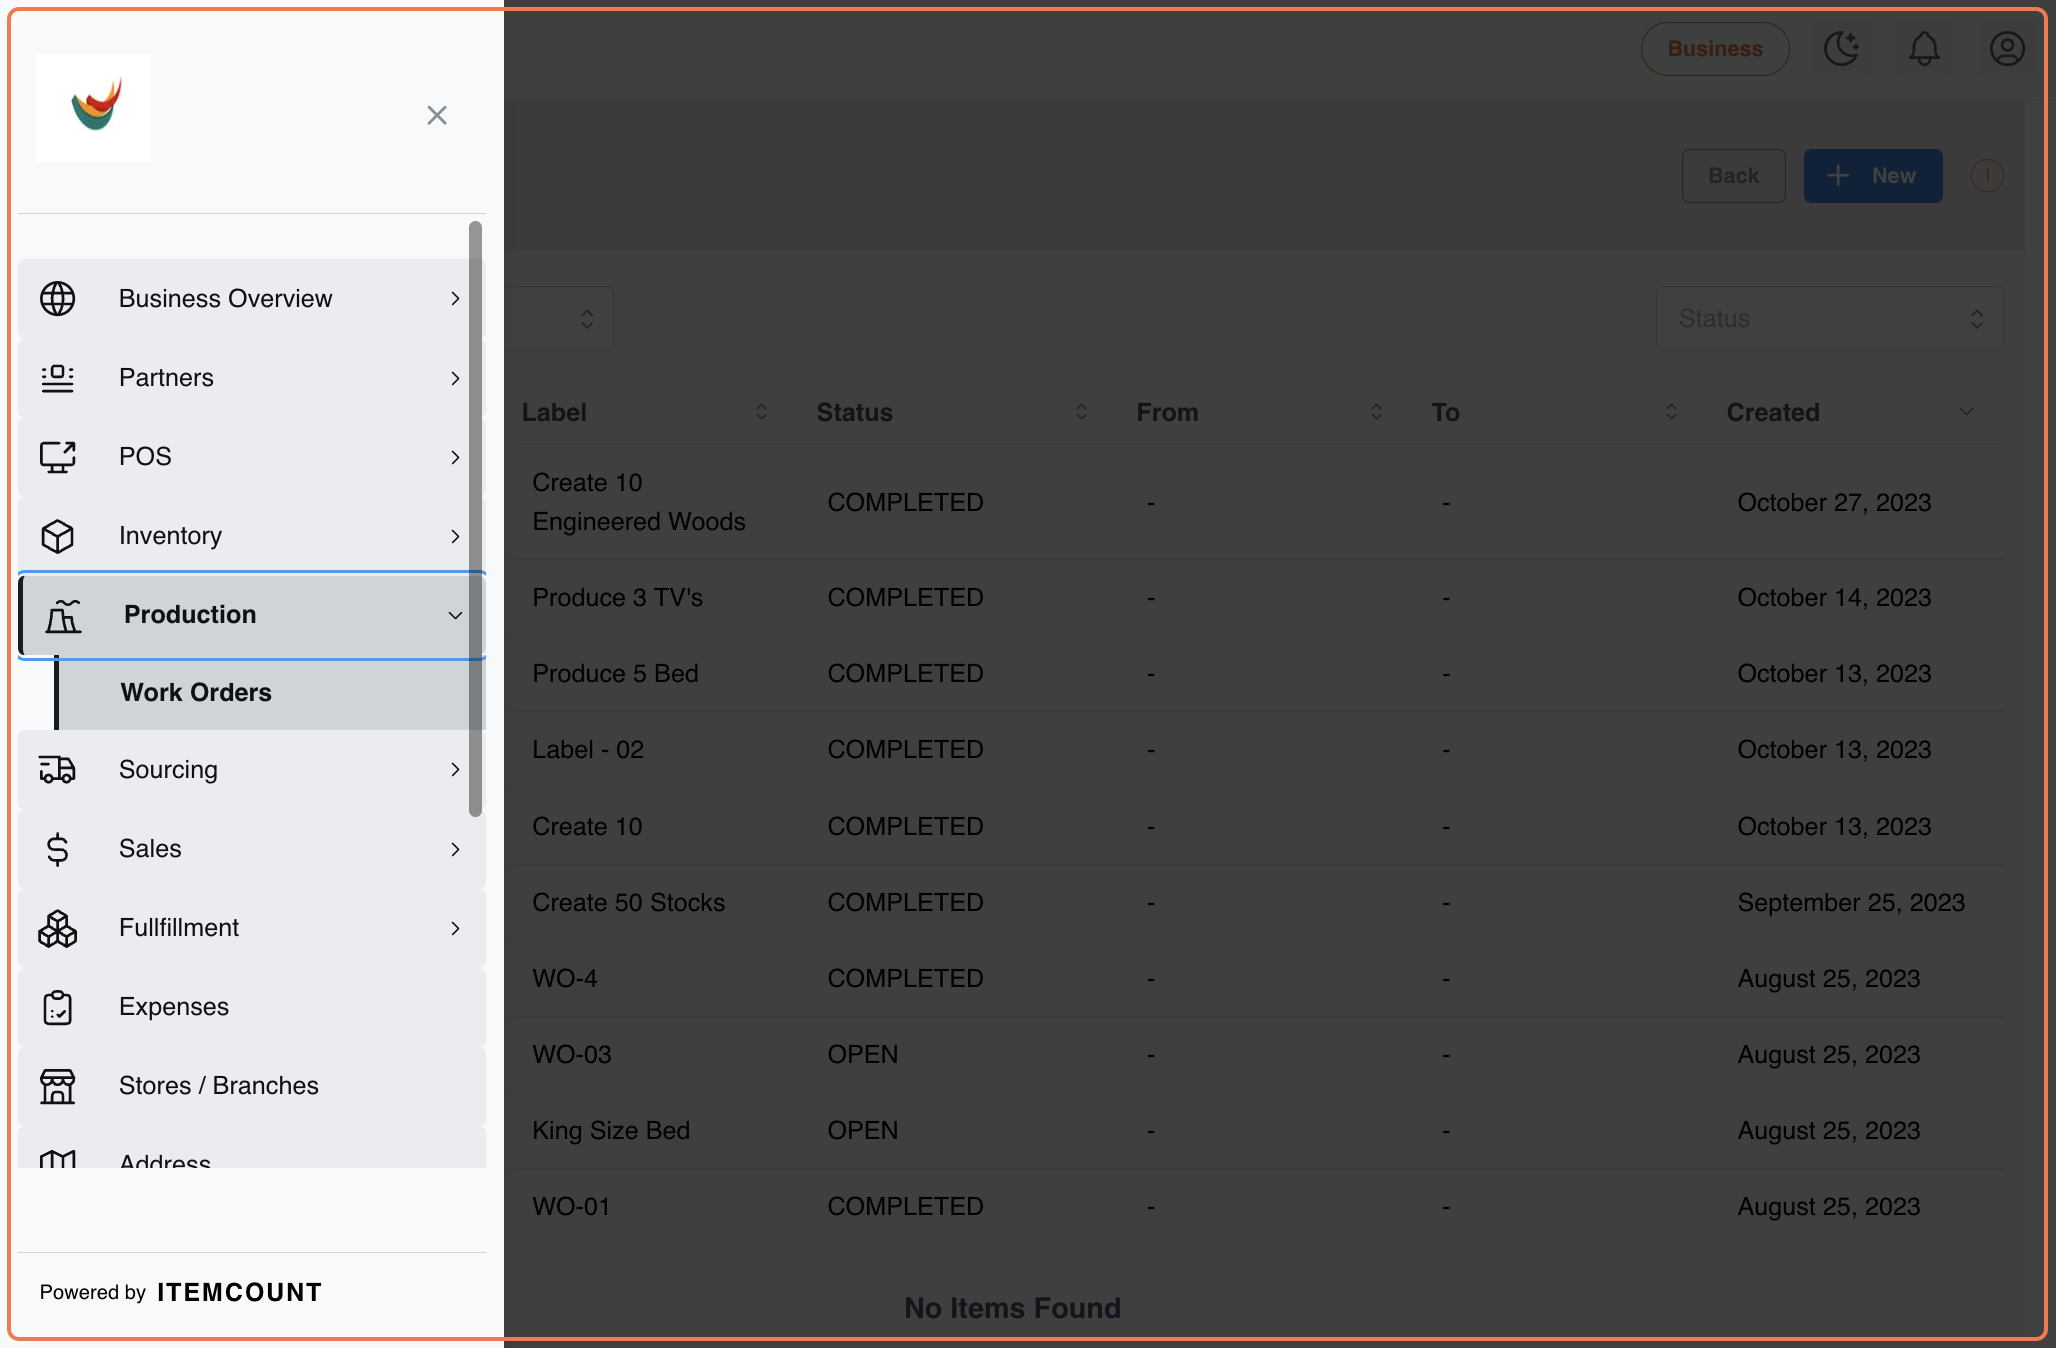 Business
Back
New
Business Overview
Partners
POS
Inventory
Production
Work Orders
Sourcing
Sales
Fullfillment
Expenses
Stores / Branches
Address
Powered by ITEMCOUNT
Status
Label Status From To Created
Create 10
Engineered Woods COMPLETED - - October 27, 2023
Produce 3 TV's COMPLETED - - October 14, 2023
Produce 5 Bed COMPLETED - - October 13, 2023
Label - 02 COMPLETED - - October 13, 2023
Create 10 COMPLETED - - October 13, 2023
Create 50 Stocks COMPLETED - - September 25, 2023
WO-4 COMPLETED - - August 25, 2023
WO-03 OPEN - - August 25, 2023
King Size Bed OPEN - - August 25, 2023
WO-01 COMPLETED - - August 25, 2023
No Items Found